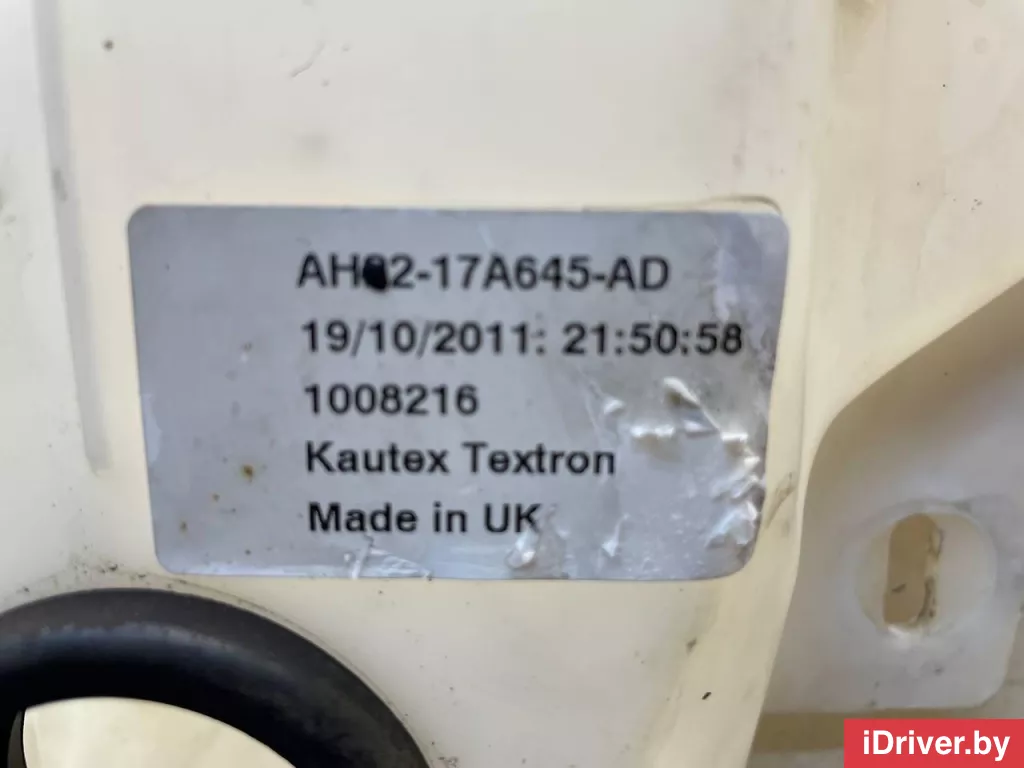 19/10/2011: 21:50:58
1008216
Kautex Textron
Made in UK
iDriver.by